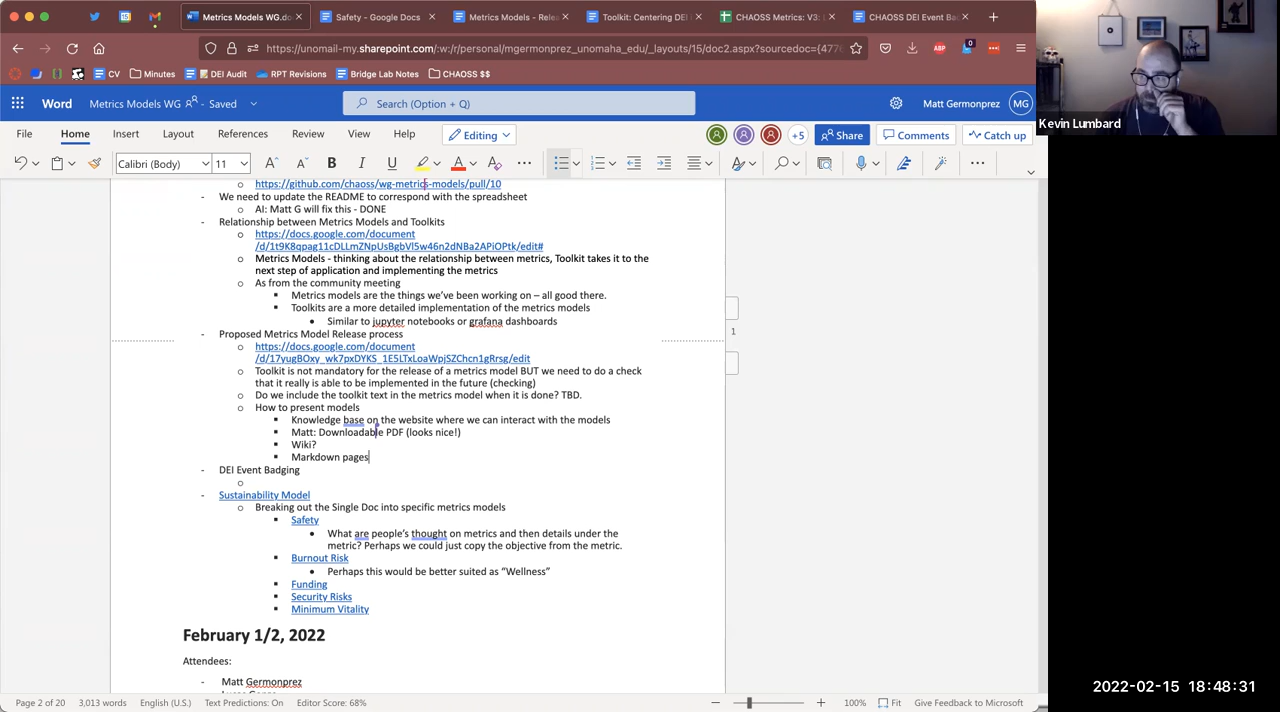 Metrics Models WG.do
Safety - Google Docs
Metrics Models - Rele
Toolkit: Centering DEI
CHAOSS Metrics: V3:
CHAOSS DEI Event Ba
https://unomail-my.sharepoint.com/:w:/r/personal/mgermonprez_unomaha_edu/_layouts/15/doc2.aspx?sourcedoc={477
ABP
0
CV
Minutes
DEI Audit
RPT Revisions
Bridge Lab Notes
CHAOSS $$
Word
Metrics Models WG - Saved
Search (Option + Q)
Matt Germonprez
MG
Kevin Lumbard
File Home Insert Layout References Review View Help
Editing
+5
Share
Comments
Catch up
Calibri (Body) 11
https://github.com/chaoss/wg-metrics-models/pull/10
- We need to update the README to correspond with the spreadsheet
o AI: Matt G will fix this - DONE
- Relationship between Metrics Models and Toolkits
o https://docs.google.com/document
/d/1t9K8qpag11cDLLmZNpUsBgbVl5w46n2dNBa2APiOPtk/edit#
o Metrics Models - thinking about the relationship between metrics, Toolkit takes it to the
next step of application and implementing the metrics
o As from the community meeting
▪ Metrics models are the things we've been working on – all good there.
▪ Toolkits are a more detailed implementation of the metrics models
• Similar to jupyter notebooks or grafana dashboards
- Proposed Metrics Model Release process
o https://docs.google.com/document
/d/17yugBOxy_wk7pxDYKS_1E5LTxLoaWpjSZChcn1gRrsg/edit
o Toolkit is not mandatory for the release of a metrics model BUT we need to do a check
that it really is able to be implemented in the future (checking)
o Do we include the toolkit text in the metrics model when it is done? TBD.
o How to present models
▪ Knowledge base on the website where we can interact with the models
▪ Matt: Downloadable PDF (looks nice!)
▪ Wiki?
▪ Markdown pages
- DEI Event Badging
o
- Sustainability Model
o Breaking out the Single Doc into specific metrics models
▪ Safety
• What are people's thought on metrics and then details under the
metric? Perhaps we could just copy the objective from the metric.
▪ Burnout Risk
• Perhaps this would be better suited as “Wellness”
▪ Funding
▪ Security Risks
▪ Minimum Vitality
1
February 1/2, 2022
Attendees:
- Matt Germonprez
Page 2 of 20 3,013 words English (U.S.) Text Predictions: On Editor Score: 68%
100% Fit Give Feedback to Microsoft
2022-02-15 18:48:31